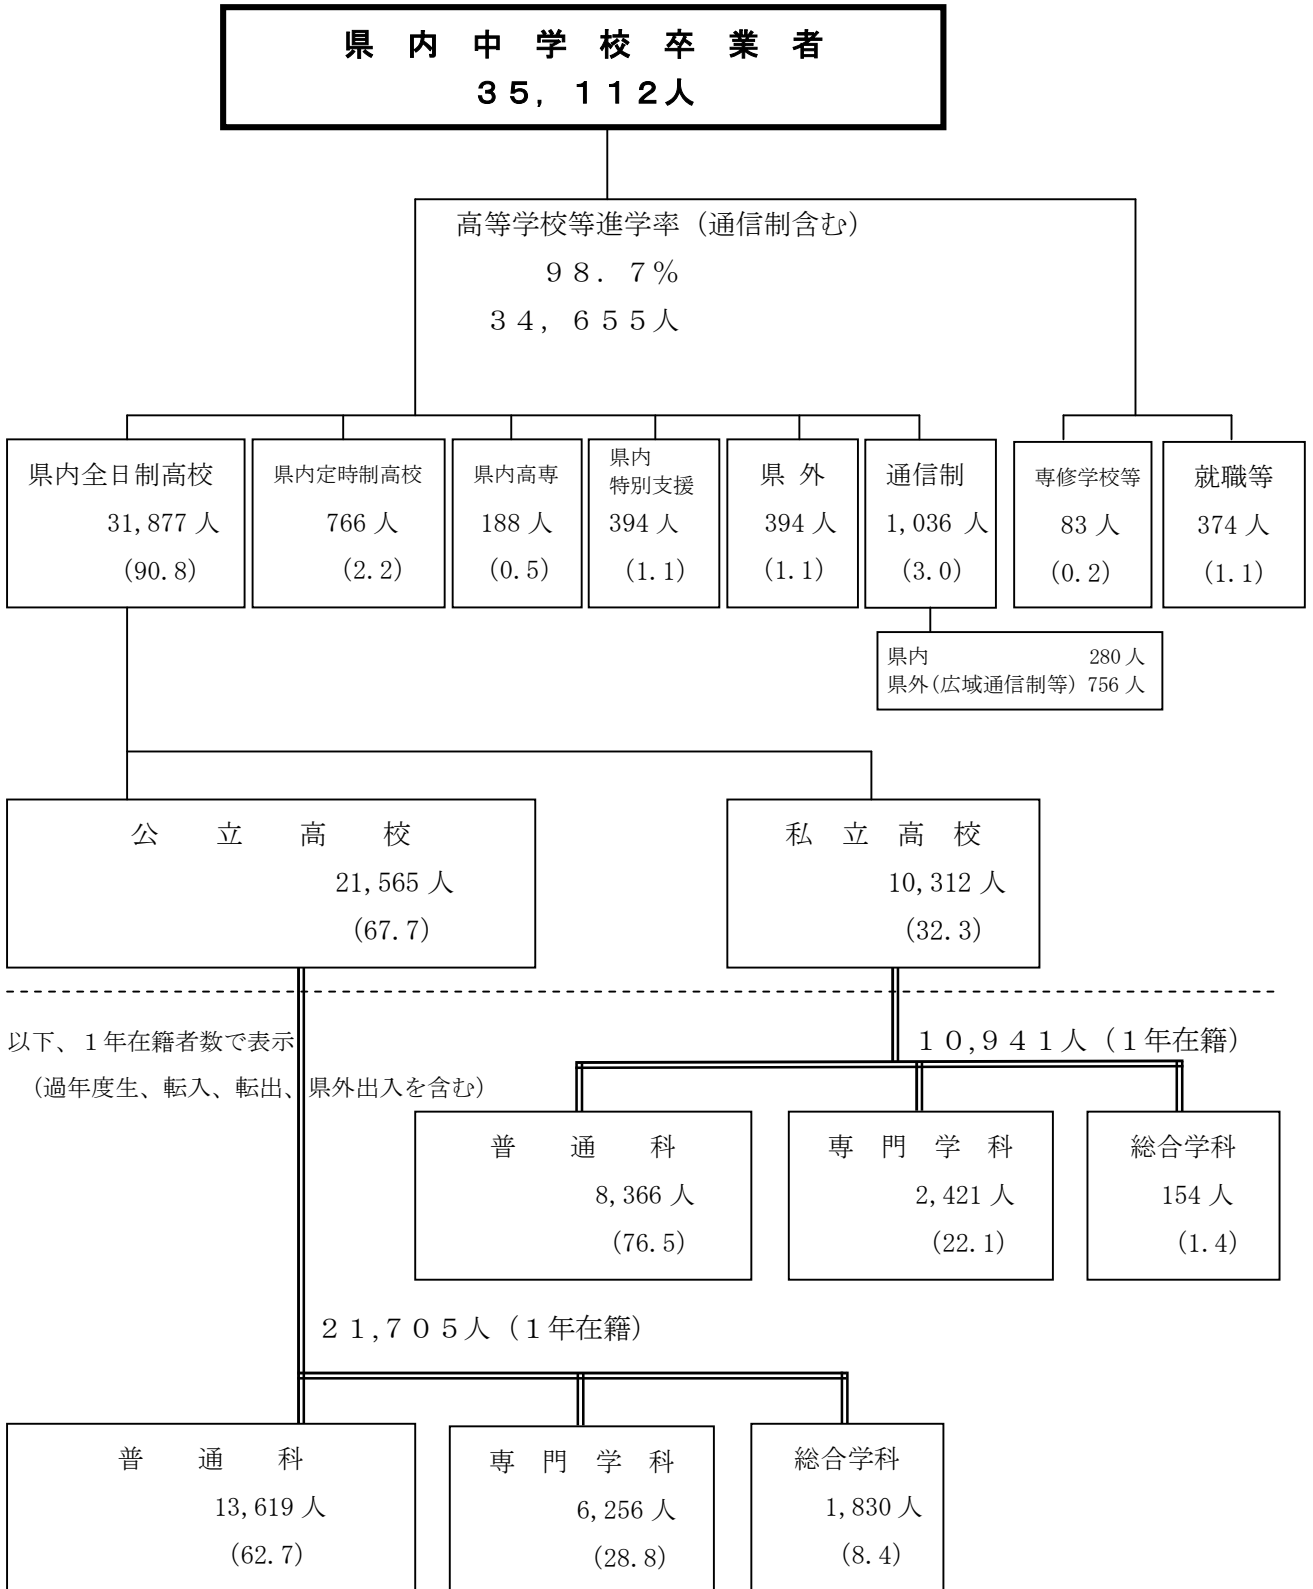 県内中学校卒業者
３５，１１２人
高等学校等進学率（通信制含む）
９８．７％
３４，６５５人
県内全日制高校
31,877 人
(90.8)
県内定時制高校
766 人
(2.2)
県内高専
188 人
(0.5)
県内
特別支援
394 人
(1.1)
県 外
394 人
(1.1)
通信制
1,036 人
(3.0)
専修学校等
83 人
(0.2)
就職等
374 人
(1.1)
県内 280 人
県外(広域通信制等) 756 人
公 立 高 校
21,565 人
(67.7)
私 立 高 校
10,312 人
(32.3)
以下、１年在籍者数で表示
（過年度生、転入、転出、県外出入を含む）
１０,９４１人（１年在籍）
普 通 科
8,366 人
(76.5)
専 門 学 科
2,421 人
(22.1)
総合学科
154 人
(1.4)
２１,７０５人（１年在籍）
普 通 科
13,619 人
(62.7)
専 門 学 科
6,256 人
(28.8)
総合学科
1,830 人
(8.4)